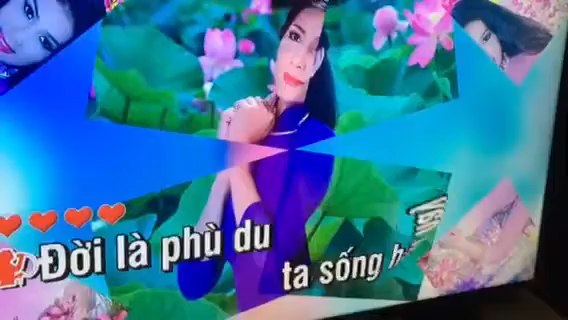 Đời là phù du
ta sống